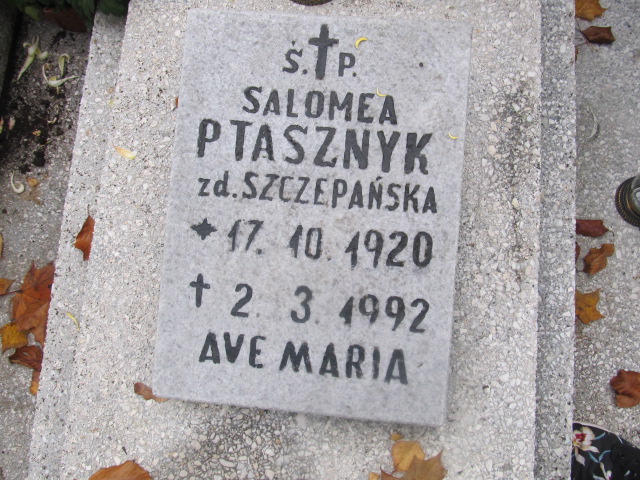 Ś. ✝ P.
SALOMEA
PTASZNYK
zd. SZCZEPAŃSKA
✦ 17. 10. 1920
✝ 2. 3. 1992
AVE MARIA